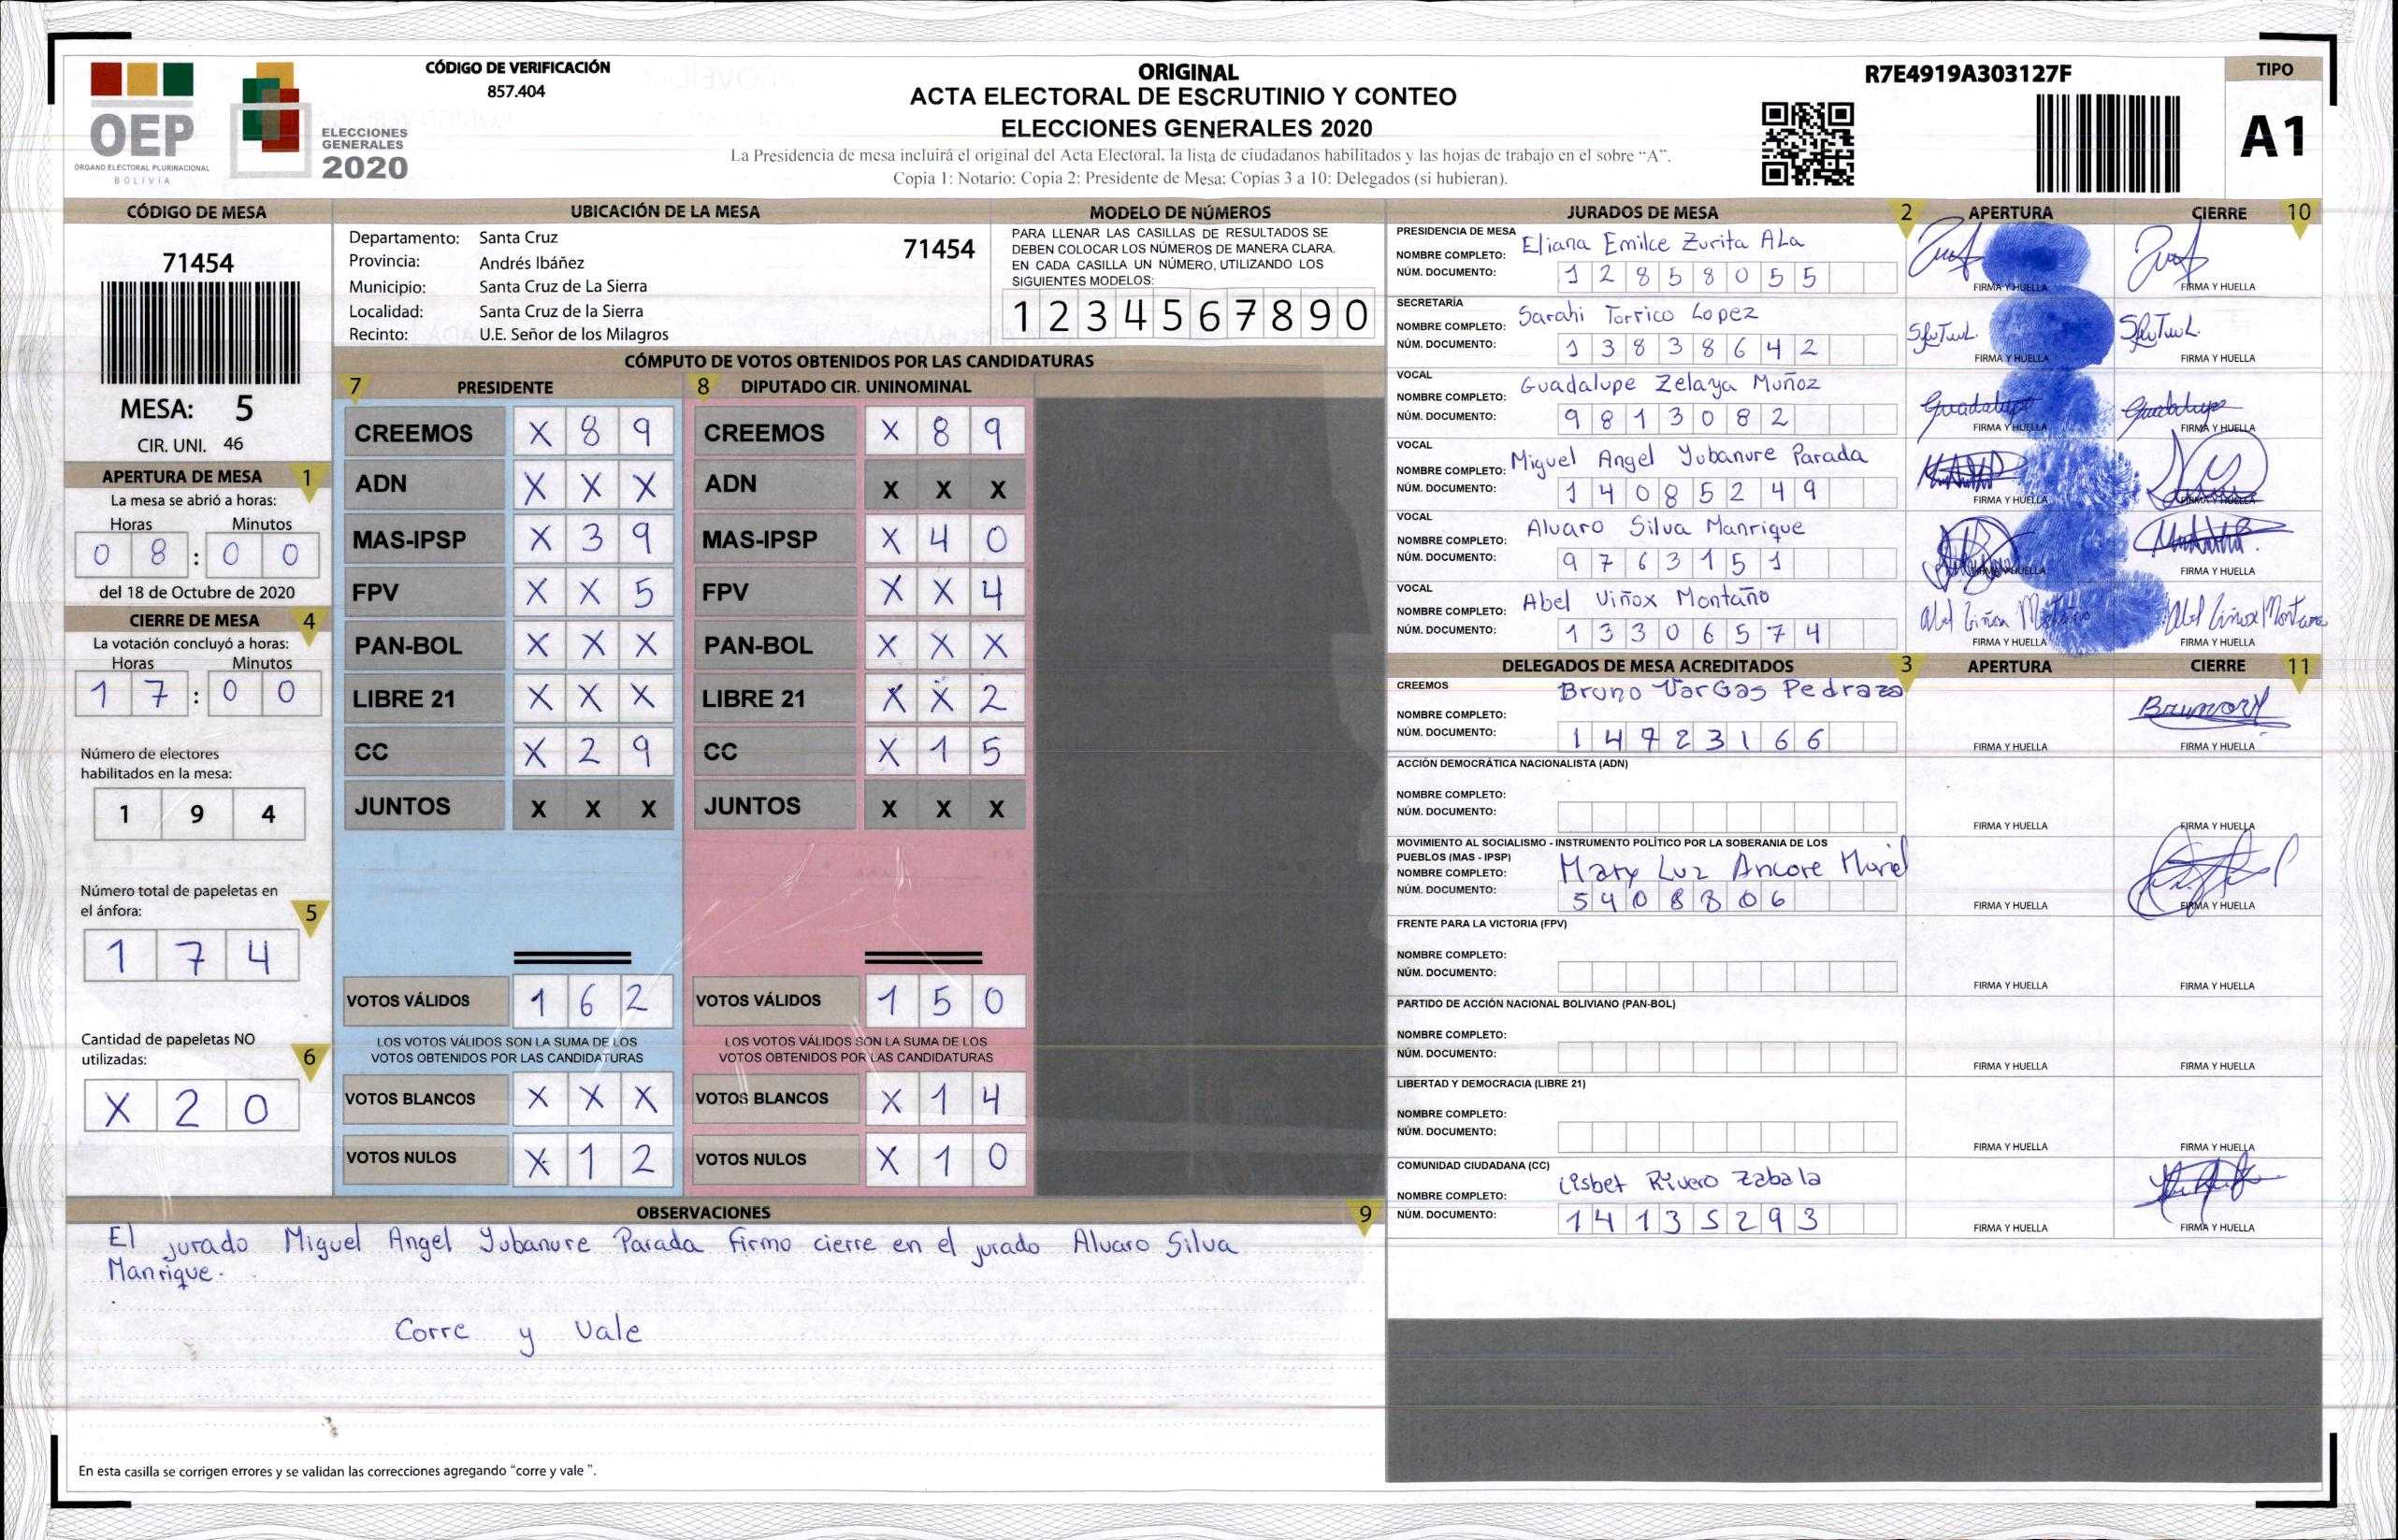 CÓDIGO DE VERIFICACIÓN
857.404
OEP
ÓRGANO ELECTORAL PLURINACIONAL
BOLIVIA
ELECCIONES
GENERALES
2020
ORIGINAL
ACTA ELECTORAL DE ESCRUTINIO Y CONTEO
ELECCIONES GENERALES 2020
La Presidencia de mesa incluirá el original del Acta Electoral, la lista de ciudadanos habilitados y las hojas de trabajo en el sobre “A”.
Copia 1: Notario; Copia 2: Presidente de Mesa; Copias 3 a 10: Delegados (si hubieran).
R7E4919A303127F
TIPO
A1
CÓDIGO DE MESA
71454
MESA: 5
CIR. UNI. 46
APERTURA DE MESA 1
La mesa se abrió a horas:
Horas Minutos
0 8 : 0 0
del 18 de Octubre de 2020
CIERRE DE MESA 4
La votación concluyó a horas:
Horas Minutos
1 7 : 0 0
Número de electores
habilitados en la mesa:
1 9 4
Número total de papeletas en
el ánfora: 5
1 7 4
Cantidad de papeletas NO
utilizadas: 6
X 2 0
UBICACIÓN DE LA MESA
Departamento: Santa Cruz 71454
Provincia: Andrés Ibáñez
Municipio: Santa Cruz de La Sierra
Localidad: Santa Cruz de la Sierra
Recinto: U.E. Señor de los Milagros
MODELO DE NÚMEROS
PARA LLENAR LAS CASILLAS DE RESULTADOS SE
DEBEN COLOCAR LOS NÚMEROS DE MANERA CLARA.
EN CADA CASILLA UN NÚMERO, UTILIZANDO LOS
SIGUIENTES MODELOS:
1 2 3 4 5 6 7 8 9 0
CÓMPUTO DE VOTOS OBTENIDOS POR LAS CANDIDATURAS
7 PRESIDENTE 8 DIPUTADO CIR. UNINOMINAL
CREEMOS X 8 9 CREEMOS X 8 9
ADN X X X ADN X X X
MAS-IPSP X 3 9 MAS-IPSP X 4 0
FPV X X 5 FPV X X 4
PAN-BOL X X X PAN-BOL X X X
LIBRE 21 X X X LIBRE 21 X X 2
CC X 2 9 CC X 1 5
JUNTOS X X X JUNTOS X X X
VOTOS VÁLIDOS 1 6 2 VOTOS VÁLIDOS 1 5 0
LOS VOTOS VÁLIDOS SON LA SUMA DE LOS LOS VOTOS VÁLIDOS SON LA SUMA DE LOS
VOTOS OBTENIDOS POR LAS CANDIDATURAS VOTOS OBTENIDOS POR LAS CANDIDATURAS
VOTOS BLANCOS X X X VOTOS BLANCOS X 1 4
VOTOS NULOS X 1 2 VOTOS NULOS X 1 0
OBSERVACIONES 9
El jurado Miguel Angel Yubanure Parada firmo cierre en el jurado Alvaro Silva
Manrique.
Corre y Vale
En esta casilla se corrigen errores y se validan las correcciones agregando “corre y vale ”.
JURADOS DE MESA 2 APERTURA CIERRE 10
PRESIDENCIA DE MESA
NOMBRE COMPLETO: Eliana Emilce Zurita ALa
NÚM. DOCUMENTO: 1 2 8 5 8 0 5 5
FIRMA Y HUELLA FIRMA Y HUELLA
SECRETARIA
NOMBRE COMPLETO: Sarahi Torrico Lopez
NÚM. DOCUMENTO: 1 3 8 3 8 6 4 2
FIRMA Y HUELLA FIRMA Y HUELLA
VOCAL
NOMBRE COMPLETO: Guadalupe Zelaya Muñoz
NÚM. DOCUMENTO: 9 8 1 3 0 8 2
Guadalupe Guadalupe
FIRMA Y HUELLA FIRMA Y HUELLA
VOCAL
NOMBRE COMPLETO: Miguel Angel Yubanure Parada
NÚM. DOCUMENTO: 1 4 0 8 5 2 4 9
FIRMA Y HUELLA FIRMA Y HUELLA
VOCAL
NOMBRE COMPLETO: Alvaro Silva Manrique
NÚM. DOCUMENTO: 9 7 6 3 1 5 1
FIRMA Y HUELLA FIRMA Y HUELLA
VOCAL
NOMBRE COMPLETO: Abel Viñox Montaño
NÚM. DOCUMENTO: 1 3 3 0 6 5 7 4
FIRMA Y HUELLA FIRMA Y HUELLA
DELEGADOS DE MESA ACREDITADOS 3 APERTURA CIERRE 11
CREEMOS
NOMBRE COMPLETO: Bruno VarGas Pedraza
NÚM. DOCUMENTO: 1 4 7 2 3 1 6 6
FIRMA Y HUELLA FIRMA Y HUELLA
ACCIÓN DEMOCRÁTICA NACIONALISTA (ADN)
NOMBRE COMPLETO:
NÚM. DOCUMENTO:
FIRMA Y HUELLA FIRMA Y HUELLA
MOVIMIENTO AL SOCIALISMO - INSTRUMENTO POLÍTICO POR LA SOBERANIA DE LOS
PUEBLOS (MAS - IPSP)
NOMBRE COMPLETO: Mary Luz Ancore
NÚM. DOCUMENTO: 5 4 0 8 8 0 6
FIRMA Y HUELLA FIRMA Y HUELLA
FRENTE PARA LA VICTORIA (FPV)
NOMBRE COMPLETO:
NÚM. DOCUMENTO:
FIRMA Y HUELLA FIRMA Y HUELLA
PARTIDO DE ACCIÓN NACIONAL BOLIVIANO (PAN-BOL)
NOMBRE COMPLETO:
NÚM. DOCUMENTO:
FIRMA Y HUELLA FIRMA Y HUELLA
LIBERTAD Y DEMOCRACIA (LIBRE 21)
NOMBRE COMPLETO:
NÚM. DOCUMENTO:
FIRMA Y HUELLA FIRMA Y HUELLA
COMUNIDAD CIUDADANA (CC)
NOMBRE COMPLETO: Lisbet Rivero Zabala
NÚM. DOCUMENTO: 1 4 1 3 5 2 9 3
FIRMA Y HUELLA FIRMA Y HUELLA